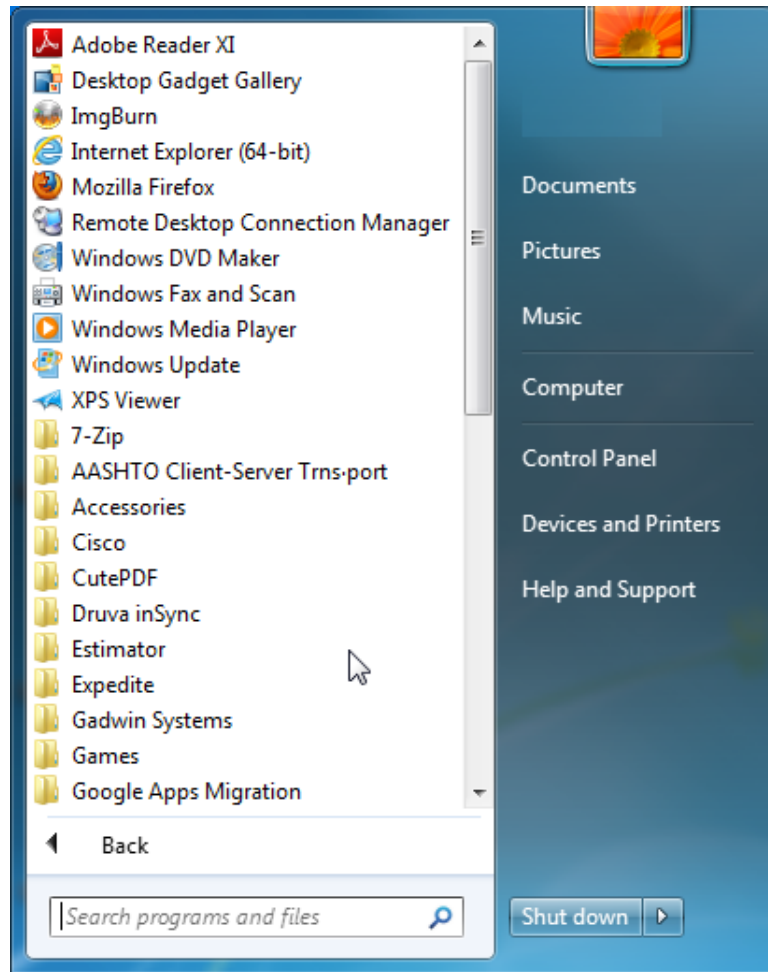 Adobe Reader XI
Desktop Gadget Gallery
ImgBurn
Internet Explorer (64-bit)
Mozilla Firefox
Remote Desktop Connection Manager
Windows DVD Maker
Windows Fax and Scan
Windows Media Player
Windows Update
XPS Viewer
7-Zip
AASHTO Client-Server Trns·port
Accessories
Cisco
CutePDF
Druva inSync
Estimator
Expedite
Gadwin Systems
Games
Google Apps Migration
Back
Search programs and files
Documents
Pictures
Music
Computer
Control Panel
Devices and Printers
Help and Support
Shut down